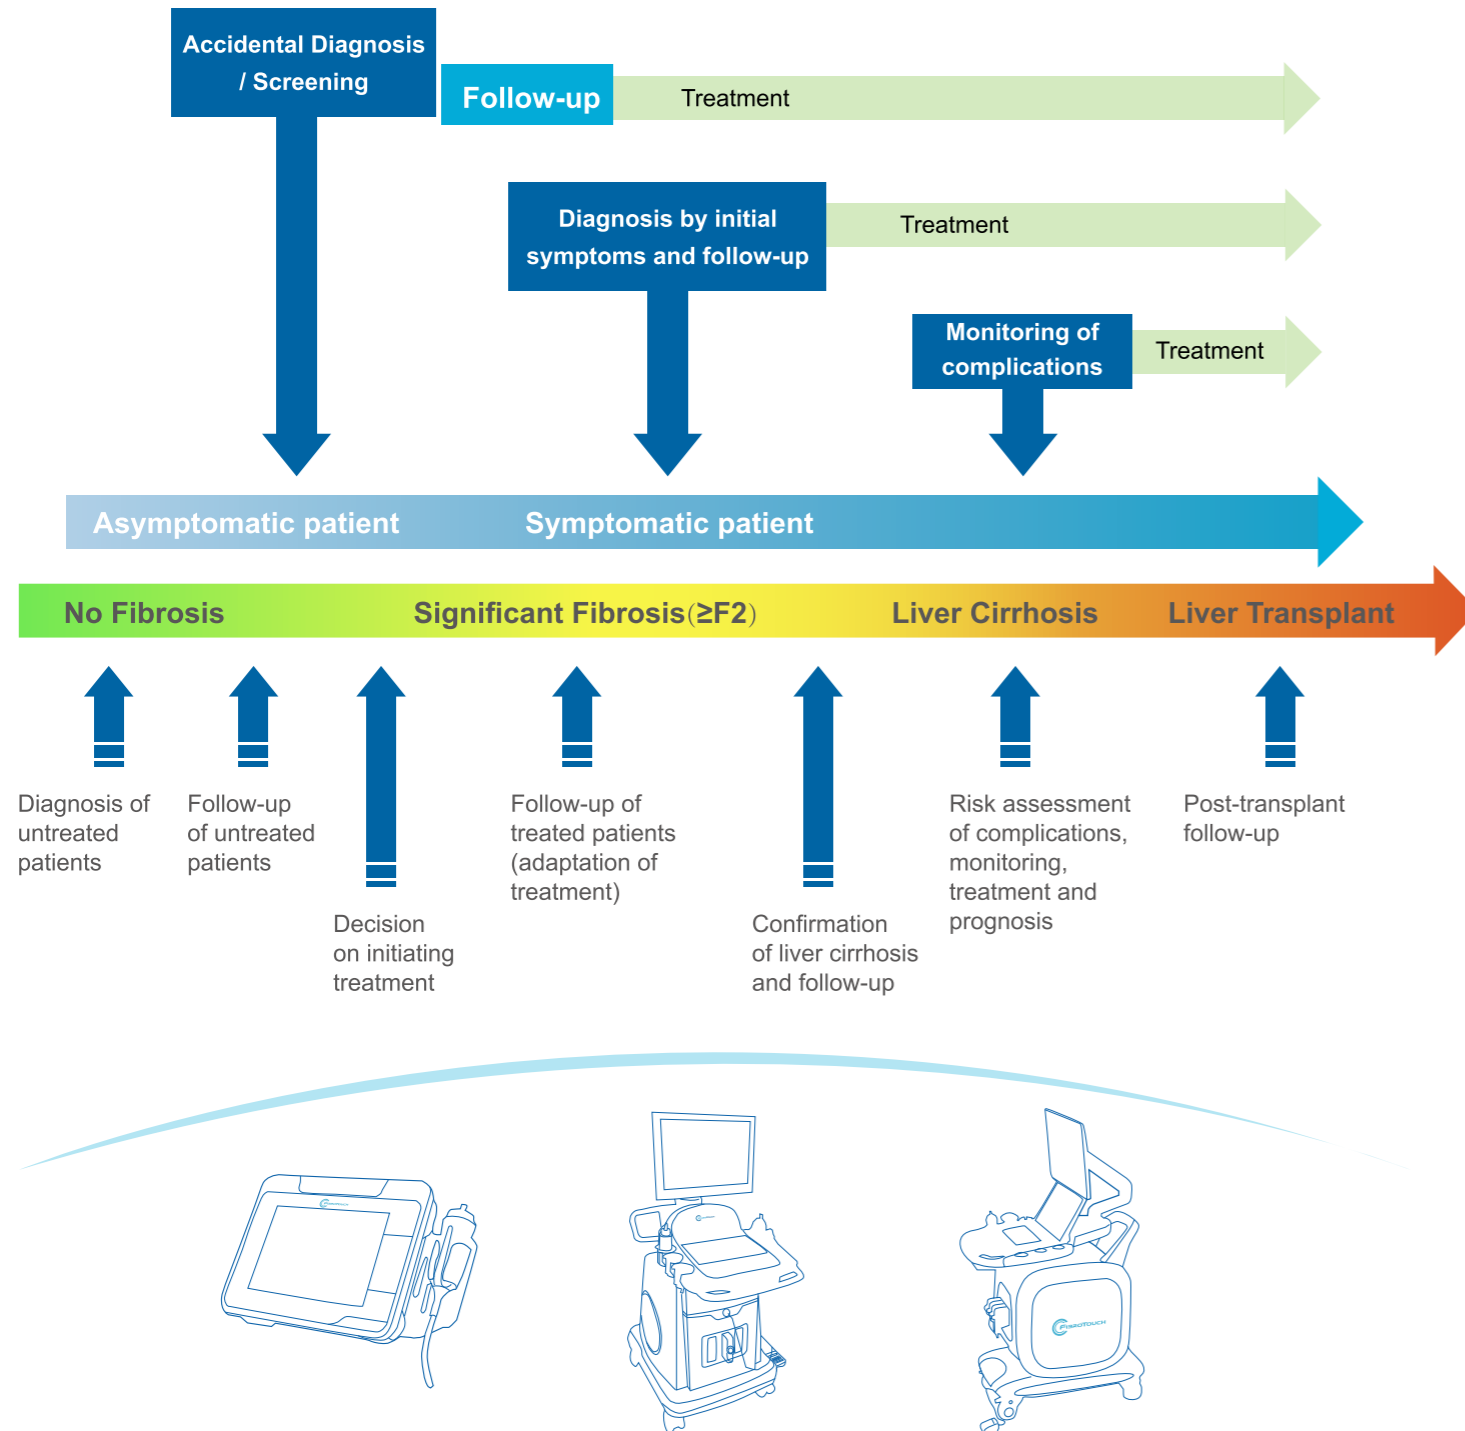 Accidental Diagnosis
/ Screening
Follow-up
Treatment
Diagnosis by initial
symptoms and follow-up
Treatment
Monitoring of
complications
Treatment
Asymptomatic patient
Symptomatic patient
No Fibrosis
Significant Fibrosis(≥F2)
Liver Cirrhosis
Liver Transplant
Diagnosis of
untreated
patients
Follow-up
of untreated
patients
Decision
on initiating
treatment
Follow-up of
treated patients
(adaptation of
treatment)
Confirmation
of liver cirrhosis
and follow-up
Risk assessment
of complications,
monitoring,
treatment and
prognosis
Post-transplant
follow-up
FIBROTOUCH
FIBROTOUCH